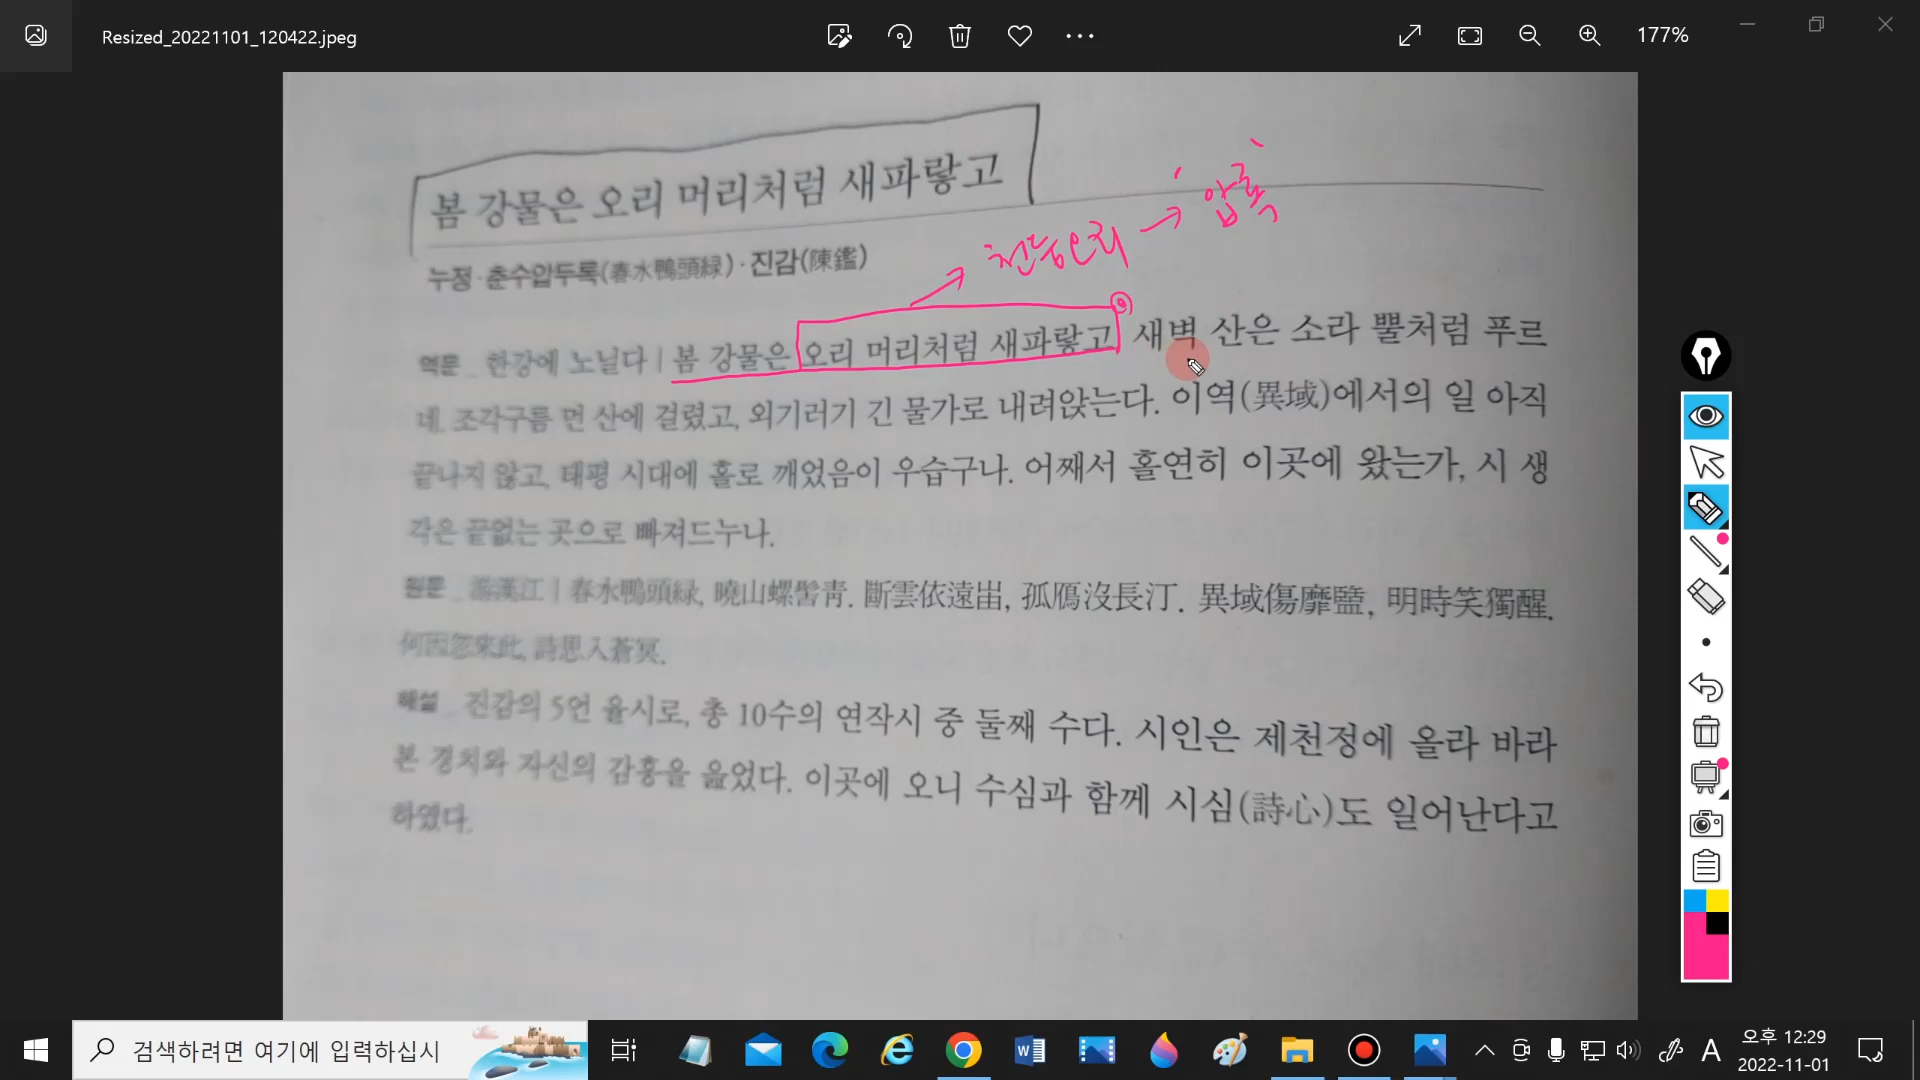 Resized_20221101_120422.jpeg
177%
봄 강물은 오리 머리처럼 새파랗고
누정·춘수압두록(春水鴨頭緑)·진감(陳鑑)
천둥오리 → 압록
역문_ 한강에 노닐다 | 봄 강물은 오리 머리처럼 새파랗고 새벽 산은 소라 뿔처럼 푸르
네. 조각구름 먼 산에 걸렸고, 외기러기 긴 물가로 내려앉는다. 이역(異域)에서의 일 아직
끝나지 않고, 태평 시대에 홀로 깨었음이 우습구나. 어째서 홀연히 이곳에 왔는가, 시 생
각은 끝없는 곳으로 빠져드누나.
원문_ 游漢江 | 春水鴨頭緑, 曉山螺髻靑. 斷雲依遠岀, 孤鴈沒長汀. 異域傷靡盬, 明時笑獨醒.
何因忽來此, 詩思入蒼冥.
해설_ 진감의 5언 율시로, 총 10수의 연작시 중 둘째 수다. 시인은 제천정에 올라 바라
본 경치와 자신의 감흥을 읊었다. 이곳에 오니 수심과 함께 시심(詩心)도 일어난다고
하였다.
검색하려면 여기에 입력하십시
A
오후 12:29
2022-11-01